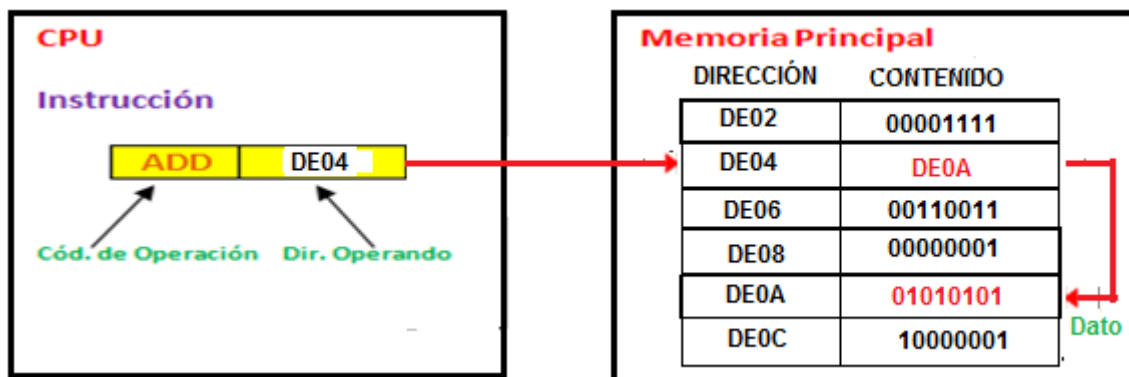 CPU
Instrucción
ADD DE04
Cód. de Operación Dir. Operando
Memoria Principal
DIRECCIÓN CONTENIDO
DE02 00001111
DE04 DE0A
DE06 00110011
DE08 00000001
DE0A 01010101
Dato
DE0C 10000001